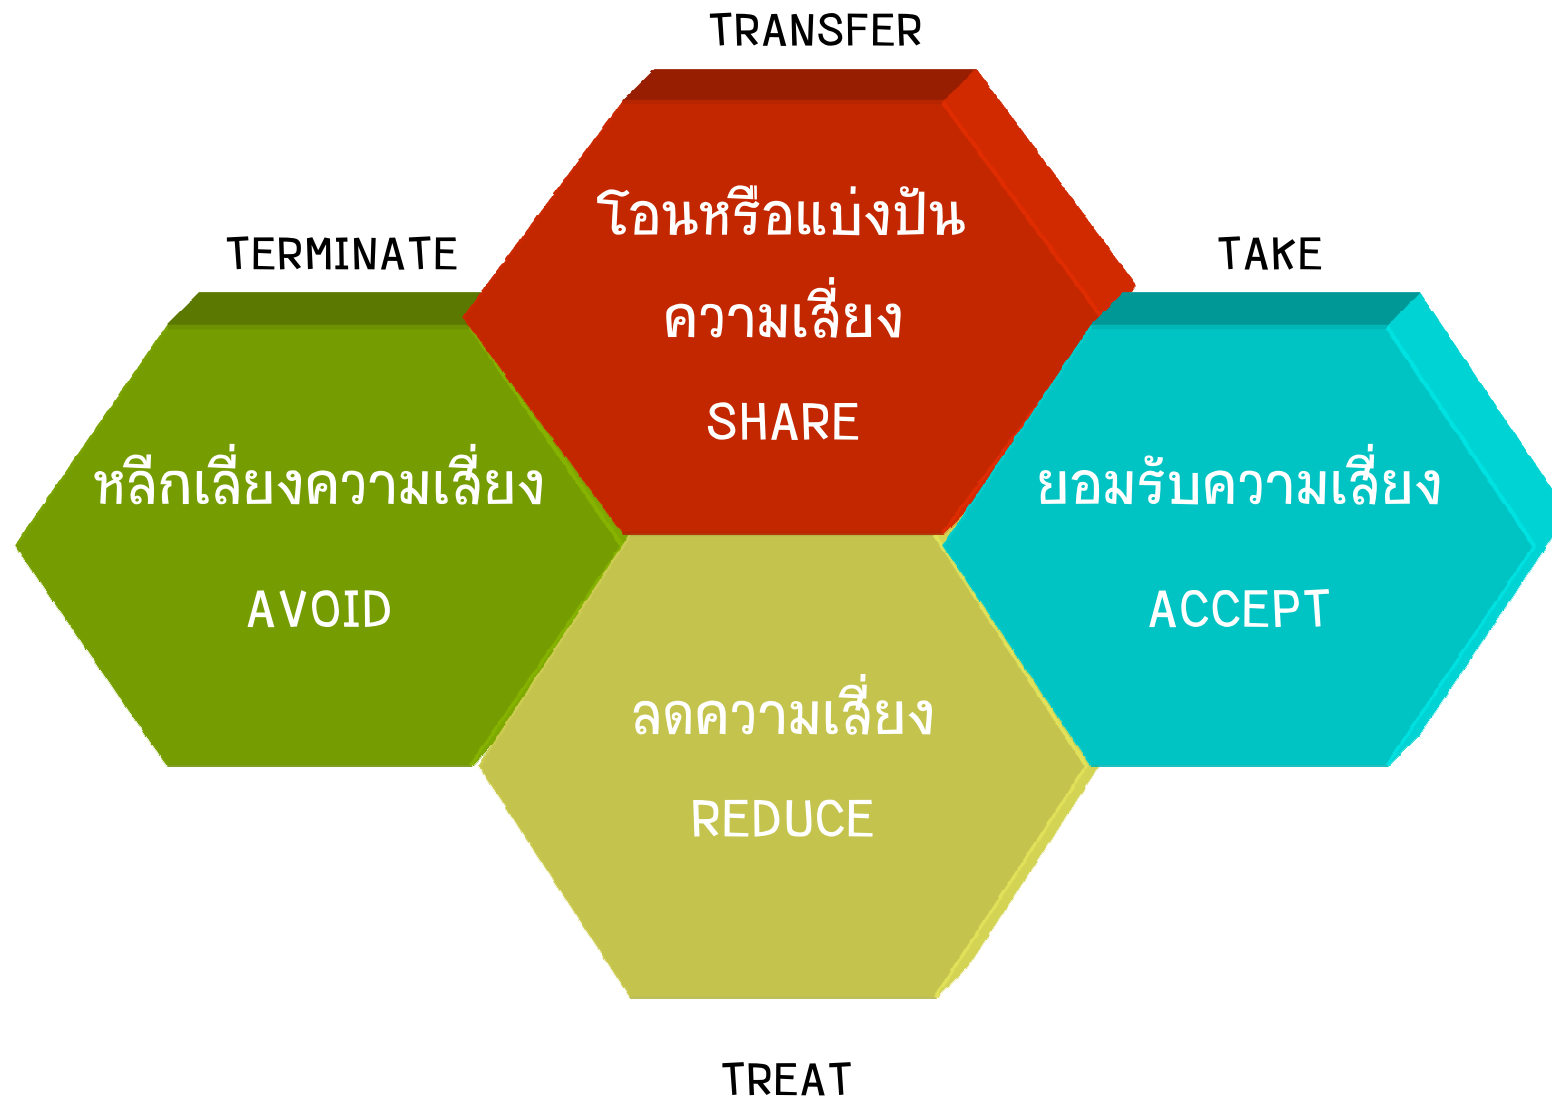 TRANSFER
โอนหรือแบ่งปัน
ความเสี่ยง
SHARE
TERMINATE
หลีกเลี่ยงความเสี่ยง
AVOID
TAKE
ยอมรับความเสี่ยง
ACCEPT
ลดความเสี่ยง
REDUCE
TREAT